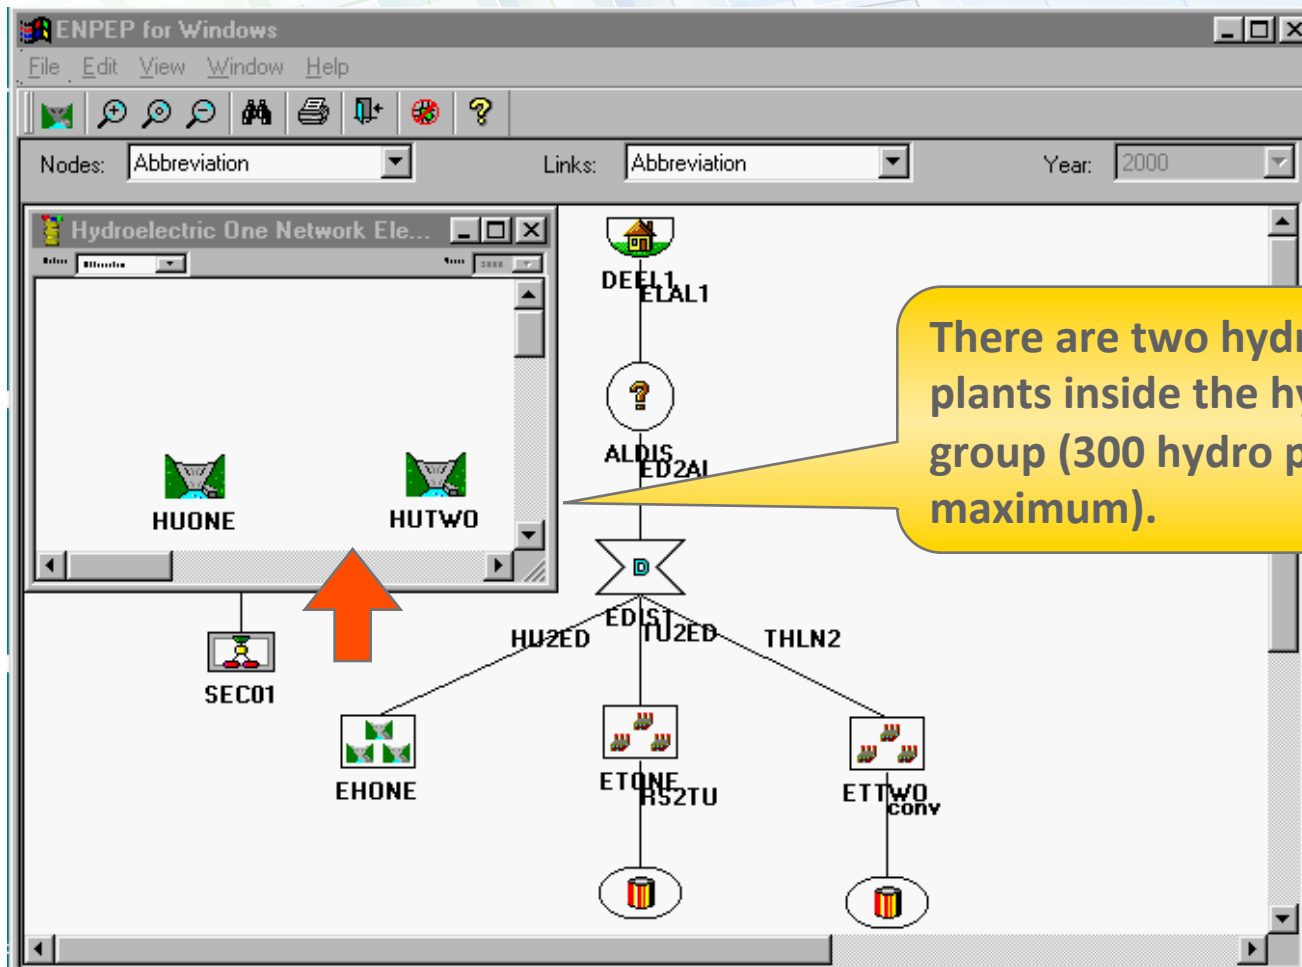 ENPEP for Windows
File Edit View Window Help
Nodes: Abbreviation Links: Abbreviation Year: 2000
Hydroelectric One Network Ele...
DEEL1
ELAL1
There are two hydr
plants inside the hy
group (300 hydro p
maximum).
ALDIS
ED2AL
HUONE HUTWO
D
EDIST
HU2ED TU2ED THLN2
SEC01
EHONE ETONE ETTWO
RS2TU conv